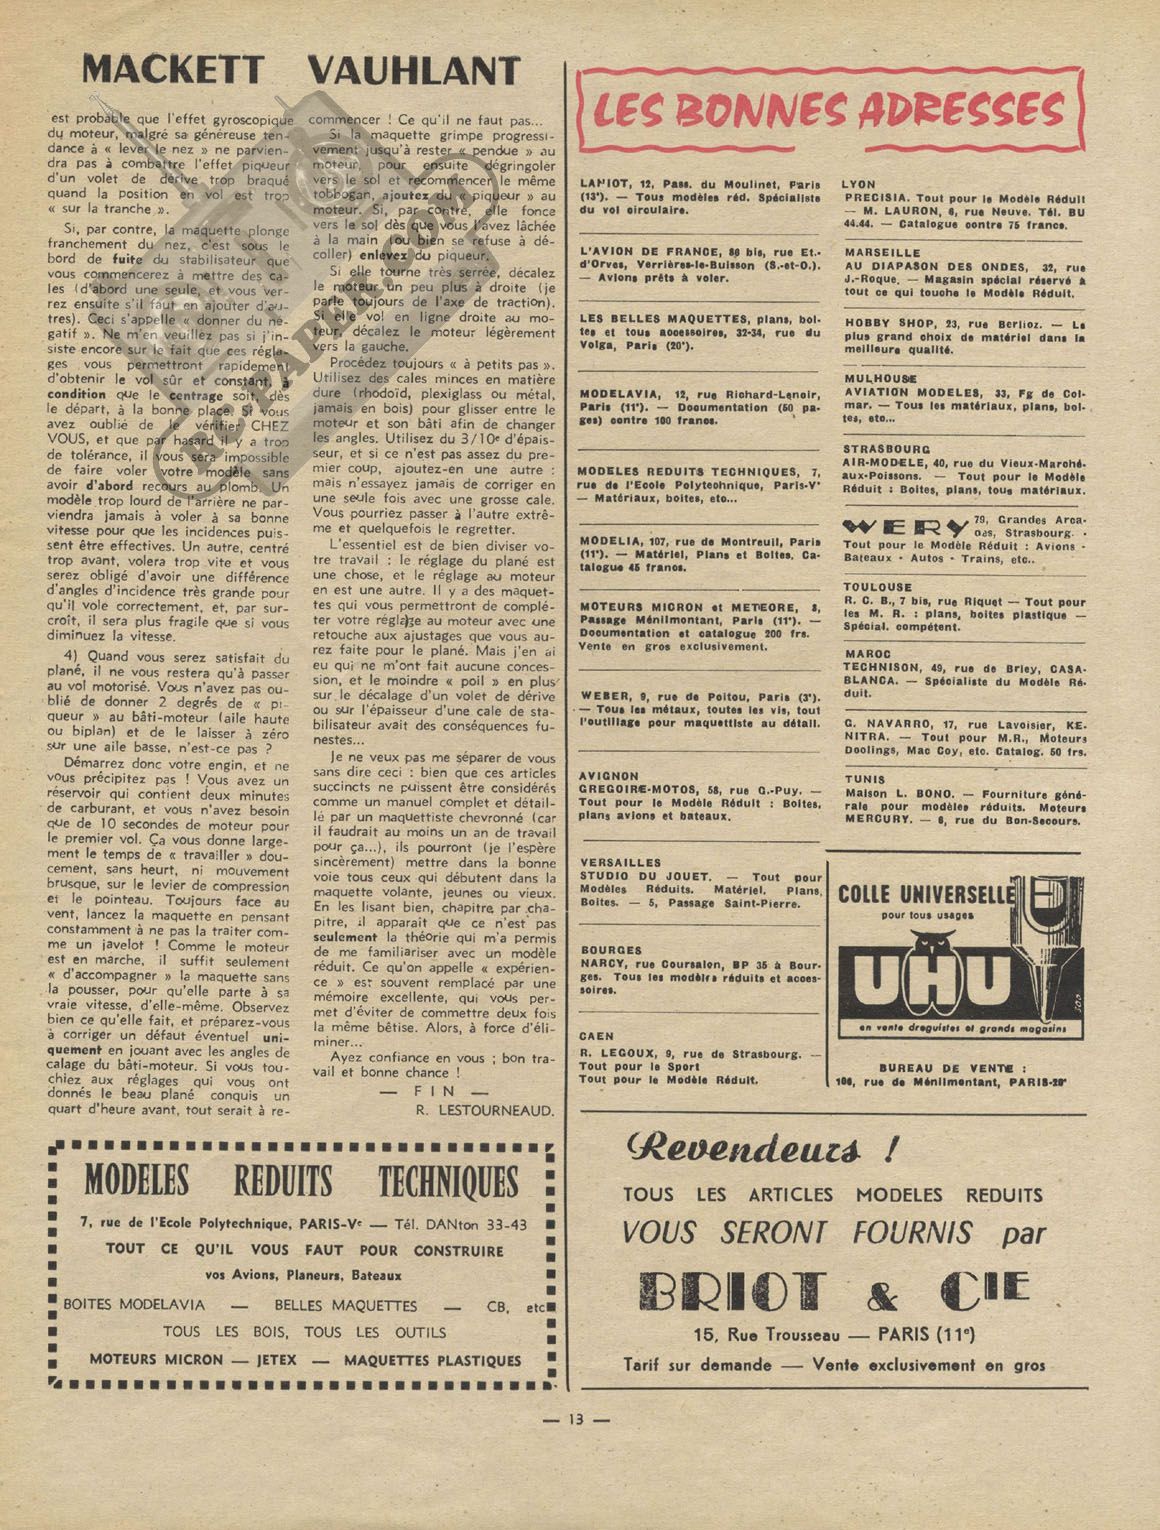 MACKETT VAUHLANT
est probable que l'effet gyroscopique
du moteur, malgré sa généreuse ten-
dance à « lever le nez » ne parvien-
dra pas à combattre l'effet piqueur
d'un volet de dérive trop braqué
quand la position en vol est trop
« sur la tranche ».
Si, par contre, la maquette plonge
franchement du nez, c'est sous le
bord de fuite du stabilisateur que
vous commencerez à mettre des ca-
les (d'abord une seule, et vous ver-
rez ensuite s'il faut en ajouter d'au-
tres). Ceci s'appelle « donner du né-
gatif ». Ne m'en veuillez pas si j'in-
siste encore sur le fait que ces régla-
ges vous permettront rapidement
d'obtenir le vol sûr et constant, à
condition que le centrage soit, dès
le départ, à la bonne place. Si vous
avez oublié de le vérifier CHEZ
VOUS, et que par hasard il y a trop
de tolérance, il vous sera impossible
de faire voler votre modèle sans
avoir d'abord recours au plomb. Un
modèle trop lourd de l'arrière ne par-
viendra jamais à voler à sa bonne
vitesse pour que les incidences puis-
sent être effectives. Un autre, centré
trop avant, volera trop vite et vous
serez obligé d'avoir une différence
d'angles d'incidence très grande pour
qu'il vole correctement, et, par sur-
croît, il sera plus fragile que si vous
diminuez la vitesse.
4) Quand vous serez satisfait du
plané, il ne vous restera qu'à passer
au vol motorisé. Vous n'avez pas ou-
blié de donner 2 degrés de « pi-
queur » au bâti-moteur (aile haute
ou biplan) et de le laisser à zéro
sur une aile basse, n'est-ce pas ?
Démarrez donc votre engin, et ne
vous précipitez pas ! Vous avez un
réservoir qui contient deux minutes
de carburant, et vous n'avez besoin
que de 10 secondes de moteur pour
le premier vol. Ça vous donne large-
ment le temps de « travailler » dou-
cement, sans heurt, ni mouvement
brusque, sur le levier de compression
et le pointeau. Toujours face au
vent, lancez la maquette en pensant
constamment à ne pas la traiter com-
me un javelot ! Comme le moteur
est en marche, il suffit seulement
« d'accompagner » la maquette sans
la pousser, pour qu'elle parte à sa
vraie vitesse, d'elle-même. Observez
bien ce qu'elle fait, et préparez-vous
à corriger un défaut éventuel uni-
quement en jouant avec les angles de
calage du bâti-moteur. Si vous tou-
chiez aux réglages qui vous ont
donnés le beau plané conquis un
quart d'heure avant, tout serait à re-
commencer ! Ce qu'il ne faut pas...
Si la maquette grimpe progressi-
vement jusqu'à rester « pendue » au
moteur, pour ensuite dégringoler
vers le sol et recommencer le même
tobbogan, ajoutez du « piqueur » au
moteur. Si, par contre, elle fonce
vers le sol dès que vous l'avez lâchée
à la main (ou bien se refuse à dé-
coller) enlevez du piqueur.
Si elle tourne très serrée, décalez
le moteur un peu plus à droite (je
parle toujours de l'axe de traction).
Si elle vol en ligne droite au mo-
teur, décalez le moteur légèrement
vers la gauche.
Procédez toujours « à petits pas ».
Utilisez des cales minces en matière
dure (rhodoïd, plexiglass ou métal,
jamais en bois) pour glisser entre le
moteur et son bâti afin de changer
les angles. Utilisez du 3/10e d'épais-
seur, et si ce n'est pas assez du pre-
mier coup, ajoutez-en une autre :
mais n'essayez jamais de corriger en
une seule fois avec une grosse cale.
Vous pourriez passer à l'autre extrê-
me et quelquefois le regretter.
L'essentiel est de bien diviser vo-
tre travail : le réglage du plané est
une chose, et le réglage au moteur
en est une autre. Il y a des maquet-
tes qui vous permettront de complé-
ter votre réglage au moteur avec une
retouche aux ajustages que vous au-
rez faite pour le plané. Mais j'en ai
eu qui ne m'ont fait aucune conces-
sion, et le moindre « poil » en plus
sur le décalage d'un volet de dérive
ou sur l'épaisseur d'une cale de sta-
bilisateur avait des conséquences fu-
nestes...
Je ne veux pas me séparer de vous
sans dire ceci : bien que ces articles
succincts ne puissent être considérés
comme un manuel complet et détail-
lé par un maquettiste chevronné (car
il faudrait au moins un an de travail
pour ça...), ils pourront (je l'espère
sincèrement) mettre dans la bonne
voie tous ceux qui débutent dans la
maquette volante, jeunes ou vieux.
En les lisant bien, chapitre par cha-
pitre, il apparaît que ce n'est pas
seulement la théorie qui m'a permis
de me familiariser avec un modèle
réduit. Ce qu'on appelle « expérien-
ce » est souvent remplacé par une
mémoire excellente, qui vous per-
met d'éviter de commettre deux fois
la même bêtise. Alors, à force d'éli-
miner...
Ayez confiance en vous ; bon tra-
vail et bonne chance !
— FIN —
R. LESTOURNEAUD.
RCPAPER.COM
MODELES REDUITS TECHNIQUES
7, rue de l'Ecole Polytechnique, PARIS-Ve — Tél. DANton 33-43
TOUT CE QU'IL VOUS FAUT POUR CONSTRUIRE
vos Avions, Planeurs, Bateaux
BOITES MODELAVIA — BELLES MAQUETTES — CB, etc
TOUS LES BOIS, TOUS LES OUTILS
MOTEURS MICRON — JETEX — MAQUETTES PLASTIQUES
LES BONNES ADRESSES
LANIOT, 12, Pass. du Moulinet, Paris
(13°). — Tous modèles réd. Spécialiste
du vol circulaire.
L'AVION DE FRANCE, 86 bis, rue Et.-
d'Orves, Verrières-le-Buisson (S.-et-O.).
— Avions prêts à voler.
LES BELLES MAQUETTES, plans, boî-
tes et tous accessoires, 32-34, rue du
Volga, Paris (20°).
MODELAVIA, 12, rue Richard-Lenoir,
Paris (11°). — Documentation (50 pa-
ges) contre 100 francs.
MODELES REDUITS TECHNIQUES, 7,
rue de l'Ecole Polytechnique, Paris-V°
— Matériaux, boites, etc...
MODELIA, 107, rue de Montreuil, Paris
(11°). — Matériel, Plans et Boites. Ca-
talogue 45 francs.
MOTEURS MICRON et METEORE, 8,
Passage Ménilmontant, Paris (11°). —
Documentation et catalogue 200 frs.
Vente en gros exclusivement.
WEBER, 9, rue de Poitou, Paris (3°).
— Tous les métaux, toutes les vis, tout
l'outillage pour maquettiste au détail.
AVIGNON
GREGOIRE-MOTOS, 58, rue G.-Puy. —
Tout pour le Modèle Réduit : Boites,
plans avions et bateaux.
VERSAILLES
STUDIO DU JOUET. — Tout pour
Modèles Réduits. Matériel. Plans,
Boites. — 5, Passage Saint-Pierre.
BOURGES
NARCY, rue Coursalon, BP 35 à Bour-
ges. Tous les modèles réduits et acces-
soires.
CAEN
R. LEGOUX, 9, rue de Strasbourg. —
Tout pour le Sport
Tout pour le Modèle Réduit.
LYON
PRECISIA. Tout pour le Modèle Réduit
— M. LAURON, 6, rue Neuve. Tél. BU
44.44. — Catalogue contre 75 francs.
MARSEILLE
AU DIAPASON DES ONDES, 32, rue
J.-Roque. — Magasin spécial réservé à
tout ce qui touche le Modèle Réduit.
HOBBY SHOP, 23, rue Berlioz. — Le
plus grand choix de matériel dans la
meilleure qualité.
MULHOUSE
AVIATION MODELES, 33, Fg de Col-
mar. — Tous les matériaux, plans, boî-
tes, etc...
STRASBOURG
AIR-MODELE, 40, rue du Vieux-Marché-
aux-Poissons. — Tout pour le Modèle
Réduit : Boites, plans, tous matériaux.
WERY 79, Grandes Arca-
des, Strasbourg. -
Tout pour le Modèle Réduit : Avions -
Bateaux - Autos - Trains, etc..
TOULOUSE
R. C. B., 7 bis, rue Riquet — Tout pour
les M. R. : plans, boites plastique —
Spécial. compétent.
MAROC
TECHNISON, 49, rue de Briey, CASA-
BLANCA. — Spécialiste du Modèle Ré-
duit.
G. NAVARRO, 17, rue Lavoisier, KE-
NITRA. — Tout pour M.R., Moteurs
Doolings, Mac Coy, etc. Catalog. 50 frs.
TUNIS
Maison L. BONO. — Fourniture géné-
rale pour modèles réduits. Moteurs
MERCURY. — 6, rue du Bon-Secours.
COLLE UNIVERSELLE
pour tous usages
UHU
en vente droguistes et grands magasins
BUREAU DE VENTE :
106, rue de Ménilmontant, PARIS-20°
Revendeurs !
TOUS LES ARTICLES MODELES REDUITS
VOUS SERONT FOURNIS par
BRIOT & CIE
15, Rue Trousseau — PARIS (11e)
Tarif sur demande — Vente exclusivement en gros
— 13 —